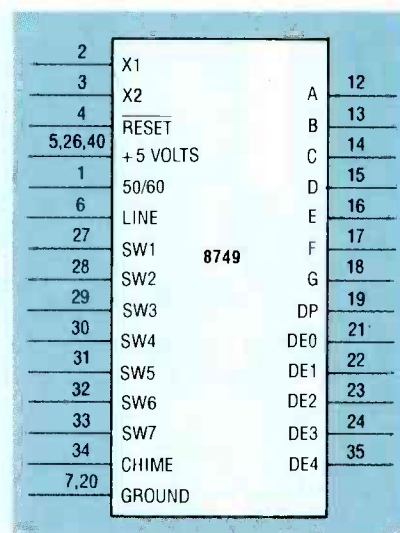 2 X1
3 X2
4 RESET
5,26,40 +5 VOLTS
1 50/60
6 LINE
27 SW1
28 SW2
29 SW3
30 SW4
31 SW5
32 SW6
33 SW7
34 CHIME
7,20 GROUND
8749
A 12
B 13
C 14
D 15
E 16
F 17
G 18
DP 19
DE0 21
DE1 22
DE2 23
DE3 24
DE4 35